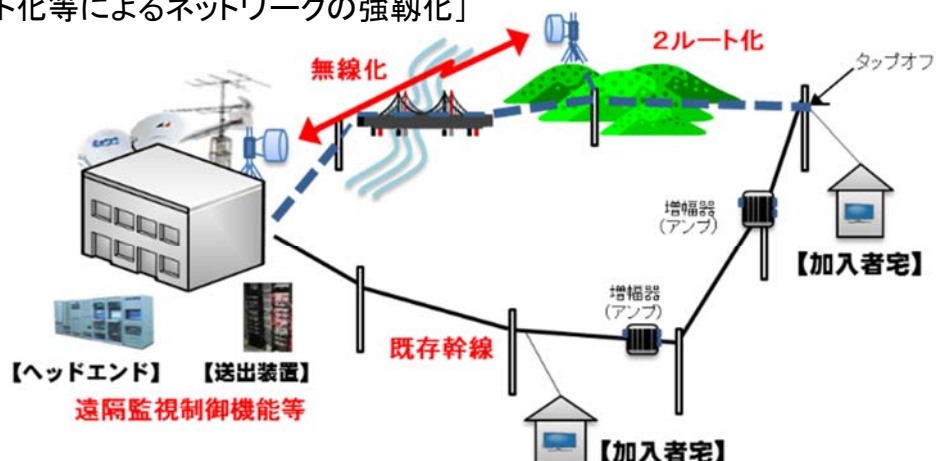 ト化等によるネットワークの強靱化」
無線化
2ルート化
タップオフ
増幅器
(アンプ)
【加入者宅】
増幅器
(アンプ)
既存幹線
【ヘッドエンド】
【送出装置】
遠隔監視制御機能等
【加入者宅】